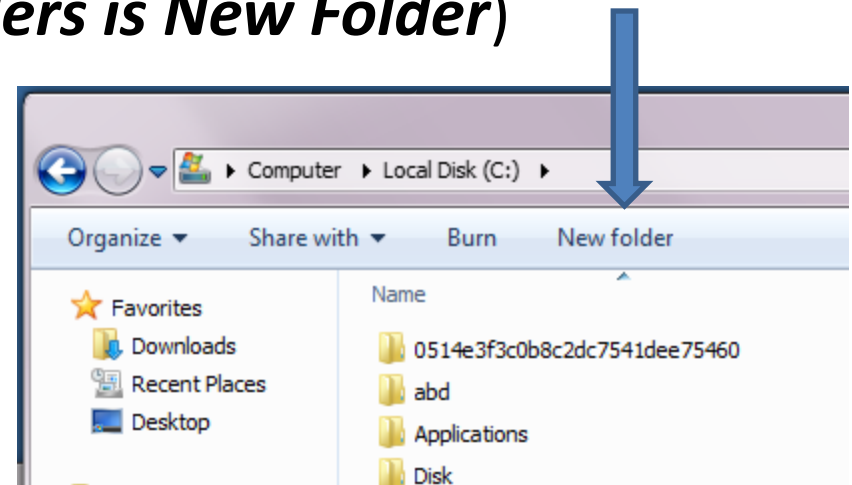 ers is New Folder)
Computer Local Disk (C:)
Organize Share with Burn New folder
Name
Favorites
Downloads
Recent Places
Desktop
0514e3f3c0b8c2dc7541dee75460
abd
Applications
Disk